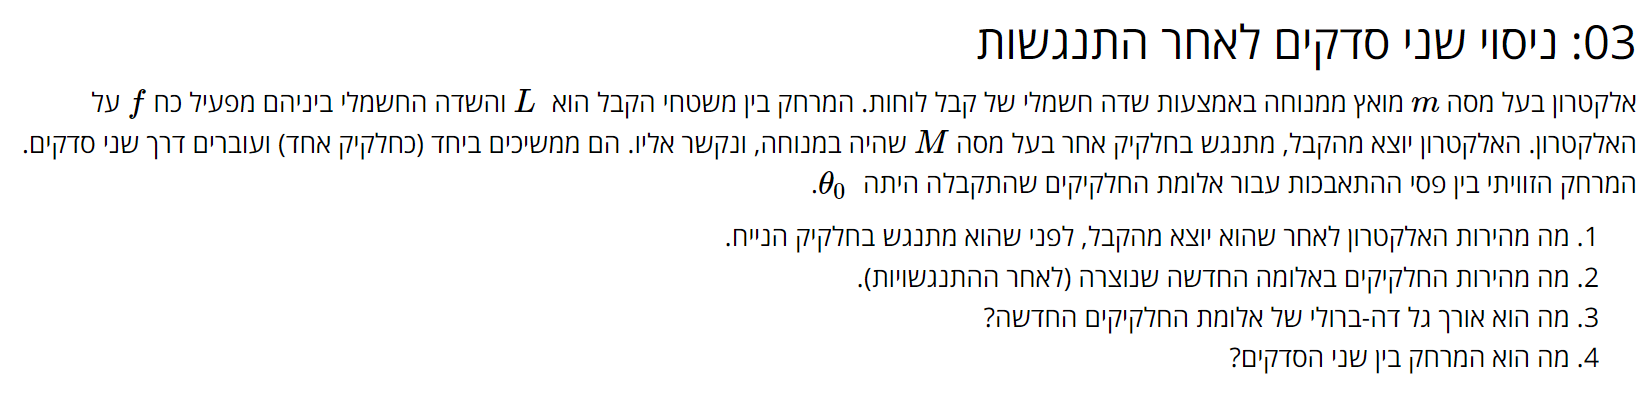 03: ניסוי שני סדקים לאחר התנגשות
אלקטרון בעל מסה m מואץ ממנוחה באמצעות שדה חשמלי של קבל לוחות. המרחק בין משטחי הקבל הוא L והשדה החשמלי ביניהם מפעיל כח f על
האלקטרון. האלקטרון יוצא מהקבל, מתנגש בחלקיק אחר בעל מסה M שהיה במנוחה, ונקשר אליו. הם ממשיכים ביחד (כחלקיק אחד) ועוברים דרך שני סדקים.
המרחק הזוויתי בין פסי ההתאבכות עבור אלומת החלקיקים שהתקבלה היתה θ₀.
1. מה מהירות האלקטרון לאחר שהוא יוצא מהקבל, לפני שהוא מתנגש בחלקיק הנייח.
2. מה מהירות החלקיקים באלומה החדשה שנוצרה (לאחר ההתנגשויות).
3. מה הוא אורך גל דה-ברולי של אלומת החלקיקים החדשה?
4. מה הוא המרחק בין שני הסדקים?